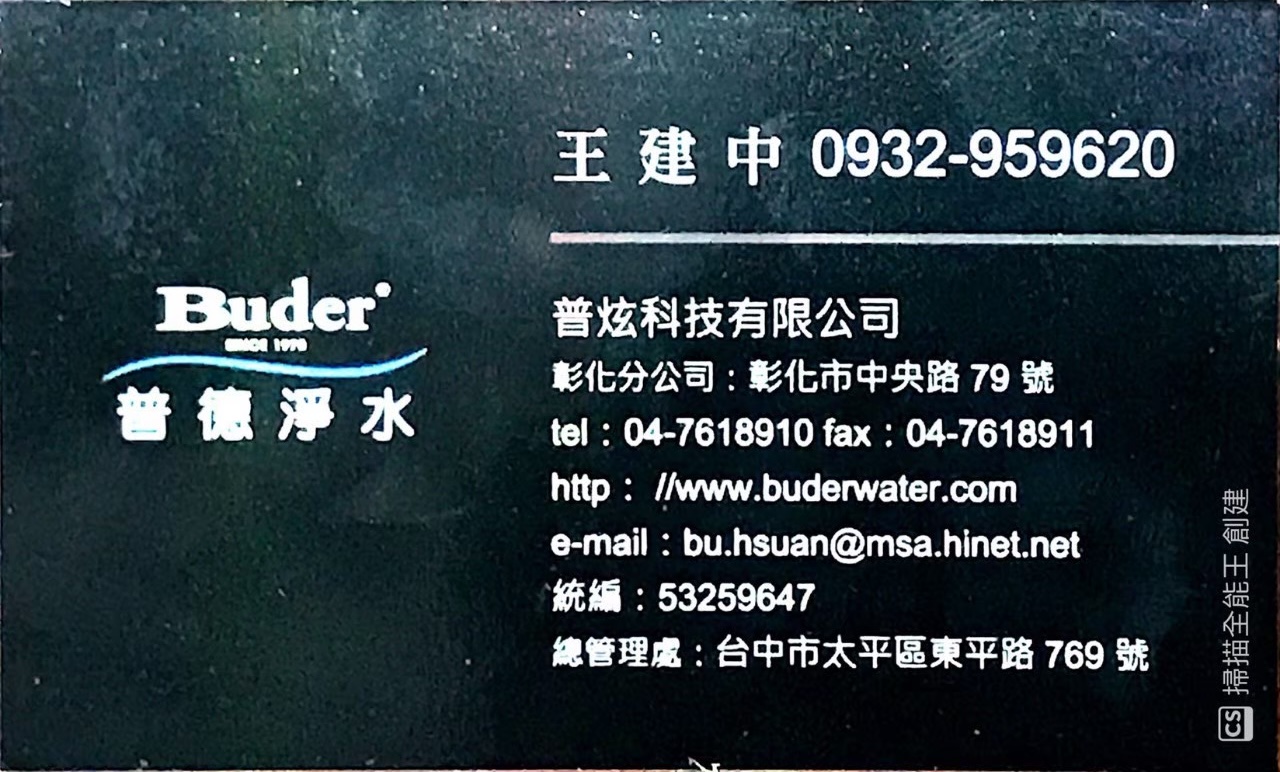 王建中 0932-959620
Buder
SINCE 1970
普德淨水
普炫科技有限公司
彰化分公司：彰化市中央路 79 號
tel：04-7618910 fax：04-7618911
http： //www.buderwater.com
e-mail：bu.hsuan@msa.hinet.net
統編：53259647
總管理處：台中市太平區東平路 769 號
CS 掃描全能王 創建